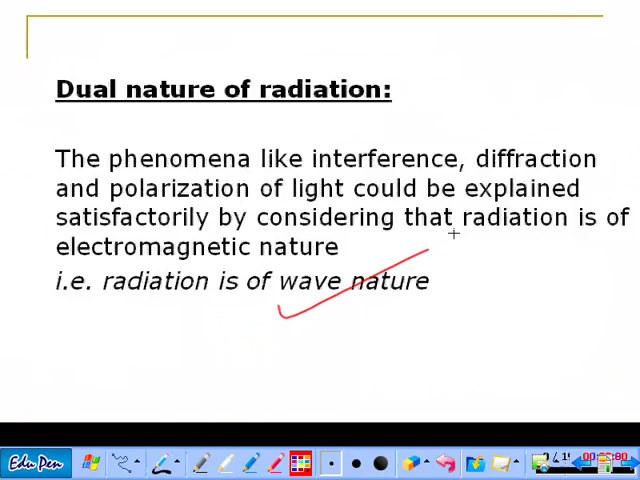 Dual nature of radiation:
The phenomena like interference, diffraction
and polarization of light could be explained
satisfactorily by considering that radiation is of
electromagnetic nature
i.e. radiation is of wave nature
Edu Pen